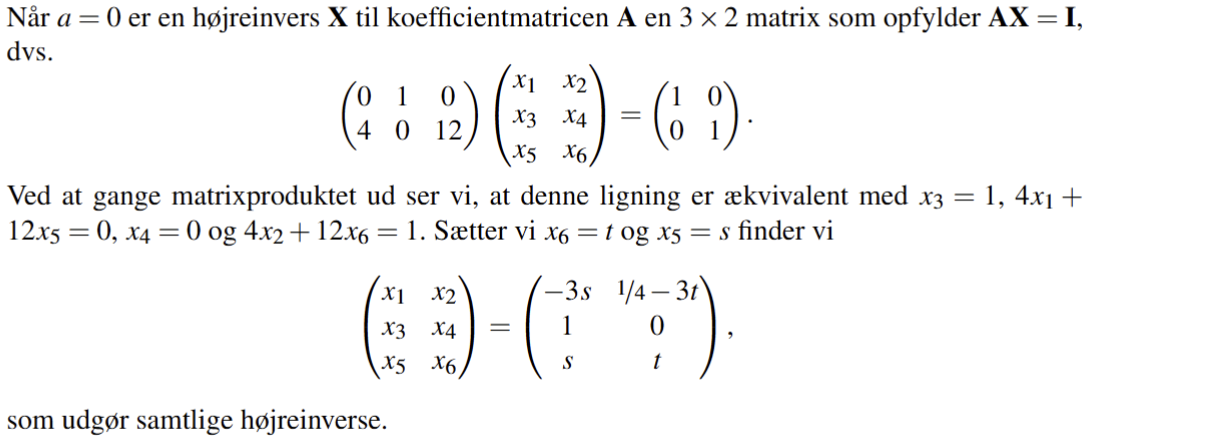 Når a = 0 er en højreinvers X til koefficientmatricen A en 3 × 2 matrix som opfylder AX = I,
dvs.
(0 1 0
4 0 12) (x1 x2
x3 x4
x5 x6) = (1 0
0 1).
Ved at gange matrixproduktet ud ser vi, at denne ligning er ækvivalent med x3 = 1, 4x1 +
12x5 = 0, x4 = 0 og 4x2 + 12x6 = 1. Sætter vi x6 = t og x5 = s finder vi
(x1 x2
x3 x4
x5 x6) = (−3s 1/4 − 3t
1 0
s t),
som udgør samtlige højreinverse.